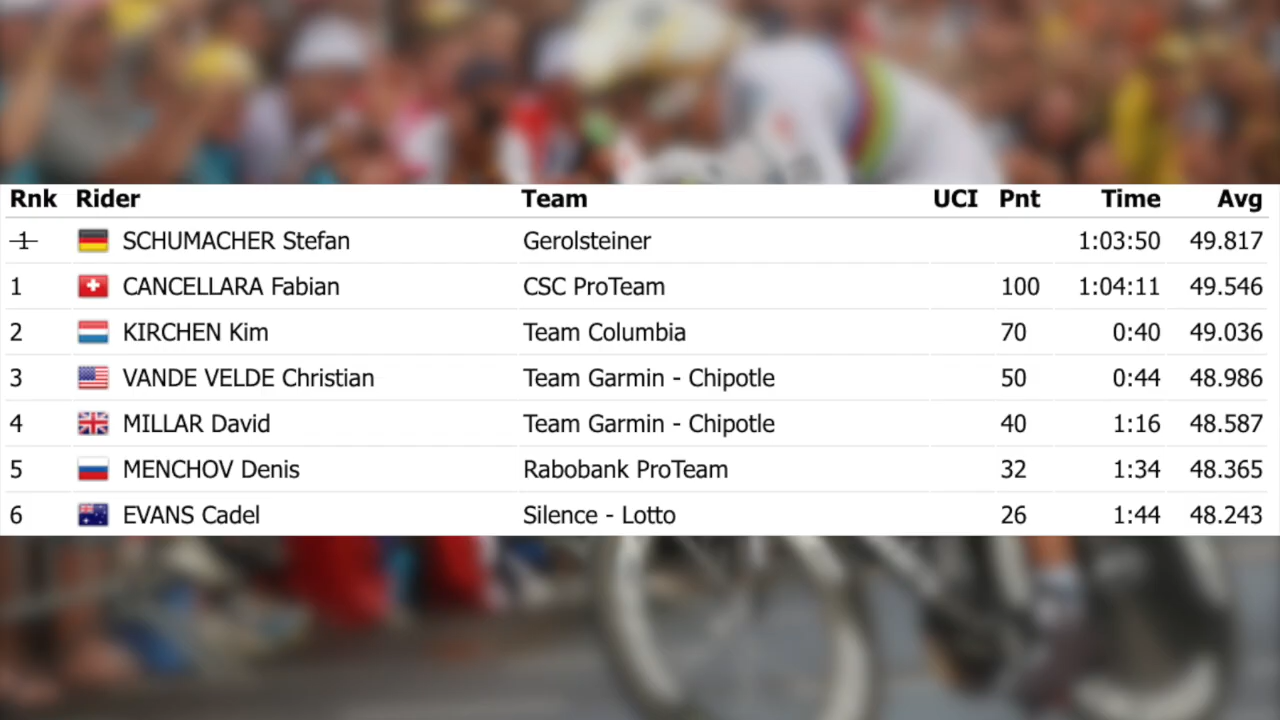 Rnk Rider Team UCI Pnt Time Avg
1 SCHUMACHER Stefan Gerolsteiner 1:03:50 49.817
1 CANCELLARA Fabian CSC ProTeam 100 1:04:11 49.546
2 KIRCHEN Kim Team Columbia 70 0:40 49.036
3 VANDE VELDE Christian Team Garmin - Chipotle 50 0:44 48.986
4 MILLAR David Team Garmin - Chipotle 40 1:16 48.587
5 MENCHOV Denis Rabobank ProTeam 32 1:34 48.365
6 EVANS Cadel Silence - Lotto 26 1:44 48.243